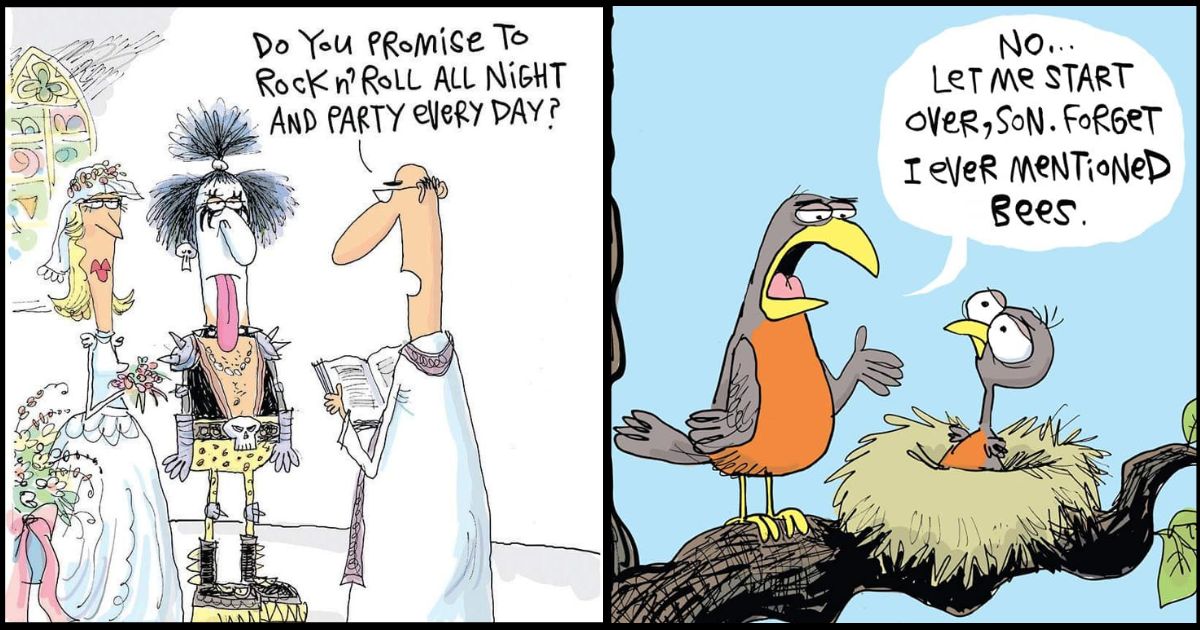 Do You PROMiSE To
Rock n' Roll ALL NiGHT
AND PARTY eVERY DAY?
No...
LeT Me START
oVeR, SoN. FoRGeT
I eVeR MeNTioNeD
Bees.